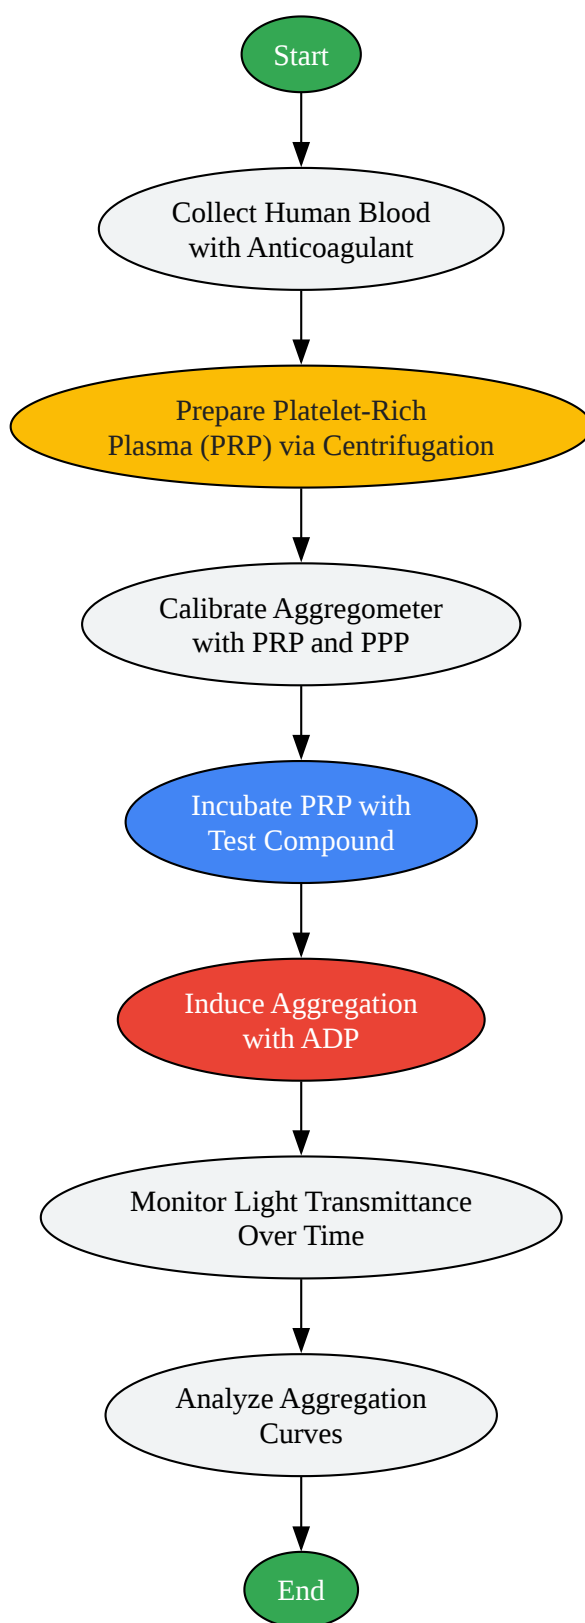 Start
Collect Human Blood
with Anticoagulant
Prepare Platelet-Rich
Plasma (PRP) via Centrifugation
Calibrate Aggregometer
with PRP and PPP
Incubate PRP with
Test Compound
Induce Aggregation
with ADP
Monitor Light Transmittance
Over Time
Analyze Aggregation
Curves
End